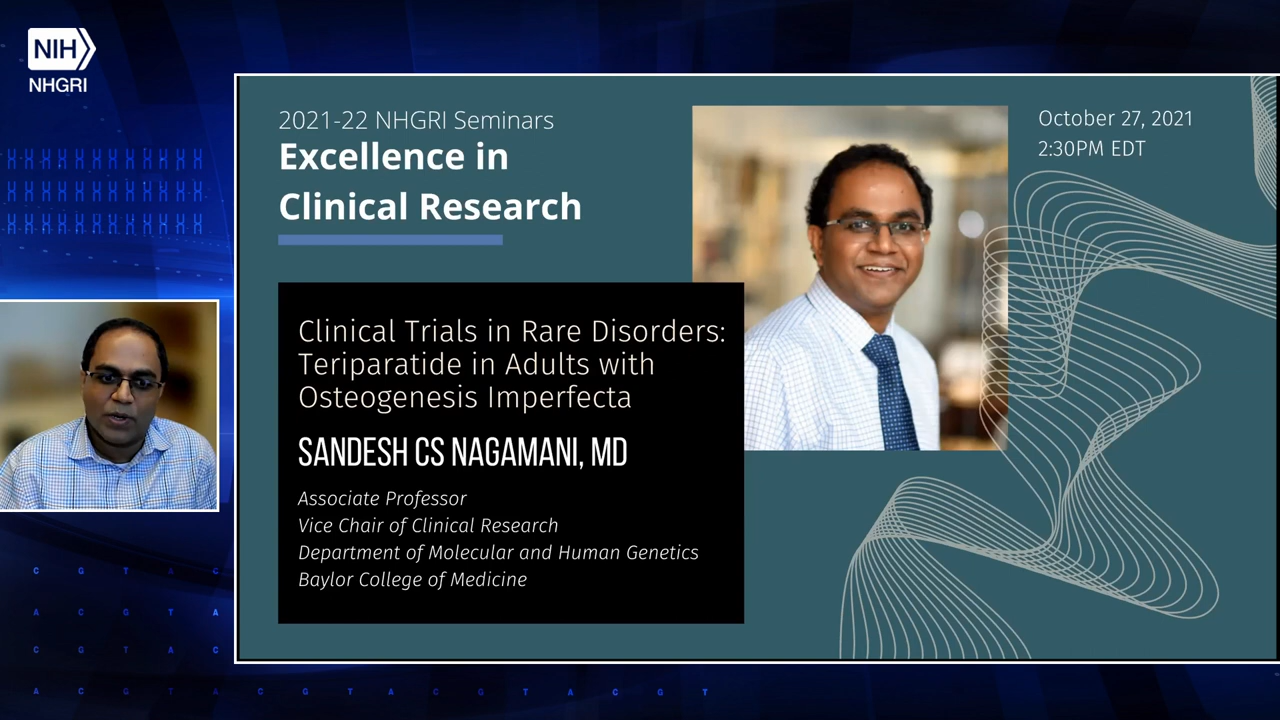 NIH
NHGRI
2021-22 NHGRI Seminars
Excellence in
Clinical Research
October 27, 2021
2:30PM EDT
Clinical Trials in Rare Disorders:
Teriparatide in Adults with
Osteogenesis Imperfecta
SANDESH CS NAGAMANI, MD
Associate Professor
Vice Chair of Clinical Research
Department of Molecular and Human Genetics
Baylor College of Medicine
C G T A C
A C G T A
C G T A C
A C G T A C G T A C G T A C G T